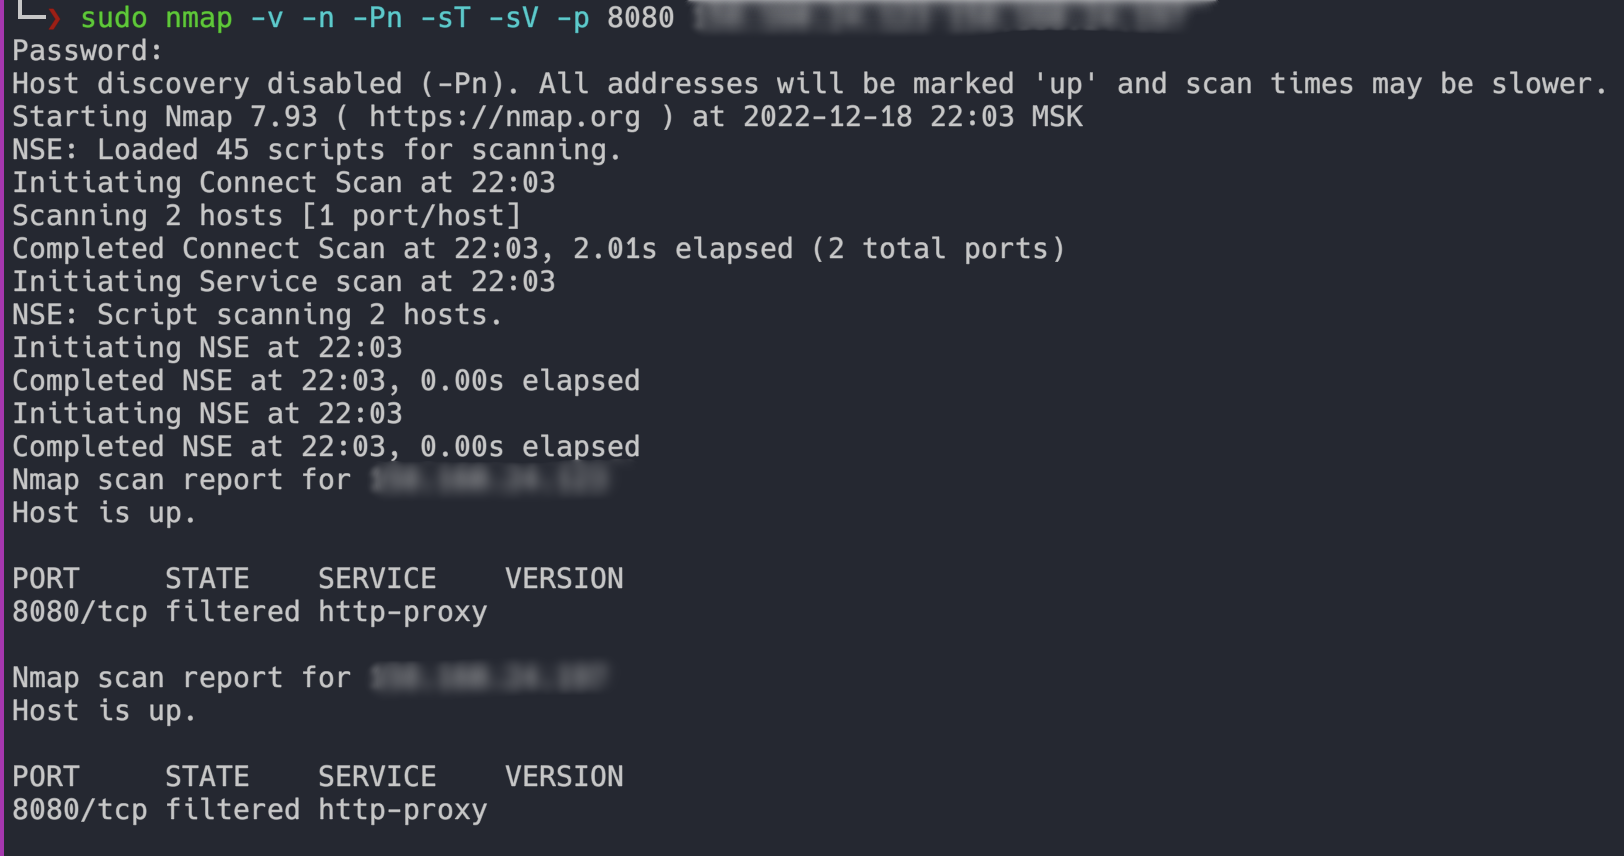 ❯ sudo nmap -v -n -Pn -sT -sV -p 8080
Password:
Host discovery disabled (-Pn). All addresses will be marked 'up' and scan times may be slower.
Starting Nmap 7.93 ( https://nmap.org ) at 2022-12-18 22:03 MSK
NSE: Loaded 45 scripts for scanning.
Initiating Connect Scan at 22:03
Scanning 2 hosts [1 port/host]
Completed Connect Scan at 22:03, 2.01s elapsed (2 total ports)
Initiating Service scan at 22:03
NSE: Script scanning 2 hosts.
Initiating NSE at 22:03
Completed NSE at 22:03, 0.00s elapsed
Initiating NSE at 22:03
Completed NSE at 22:03, 0.00s elapsed
Nmap scan report for
Host is up.
PORT STATE SERVICE VERSION
8080/tcp filtered http-proxy
Nmap scan report for
Host is up.
PORT STATE SERVICE VERSION
8080/tcp filtered http-proxy